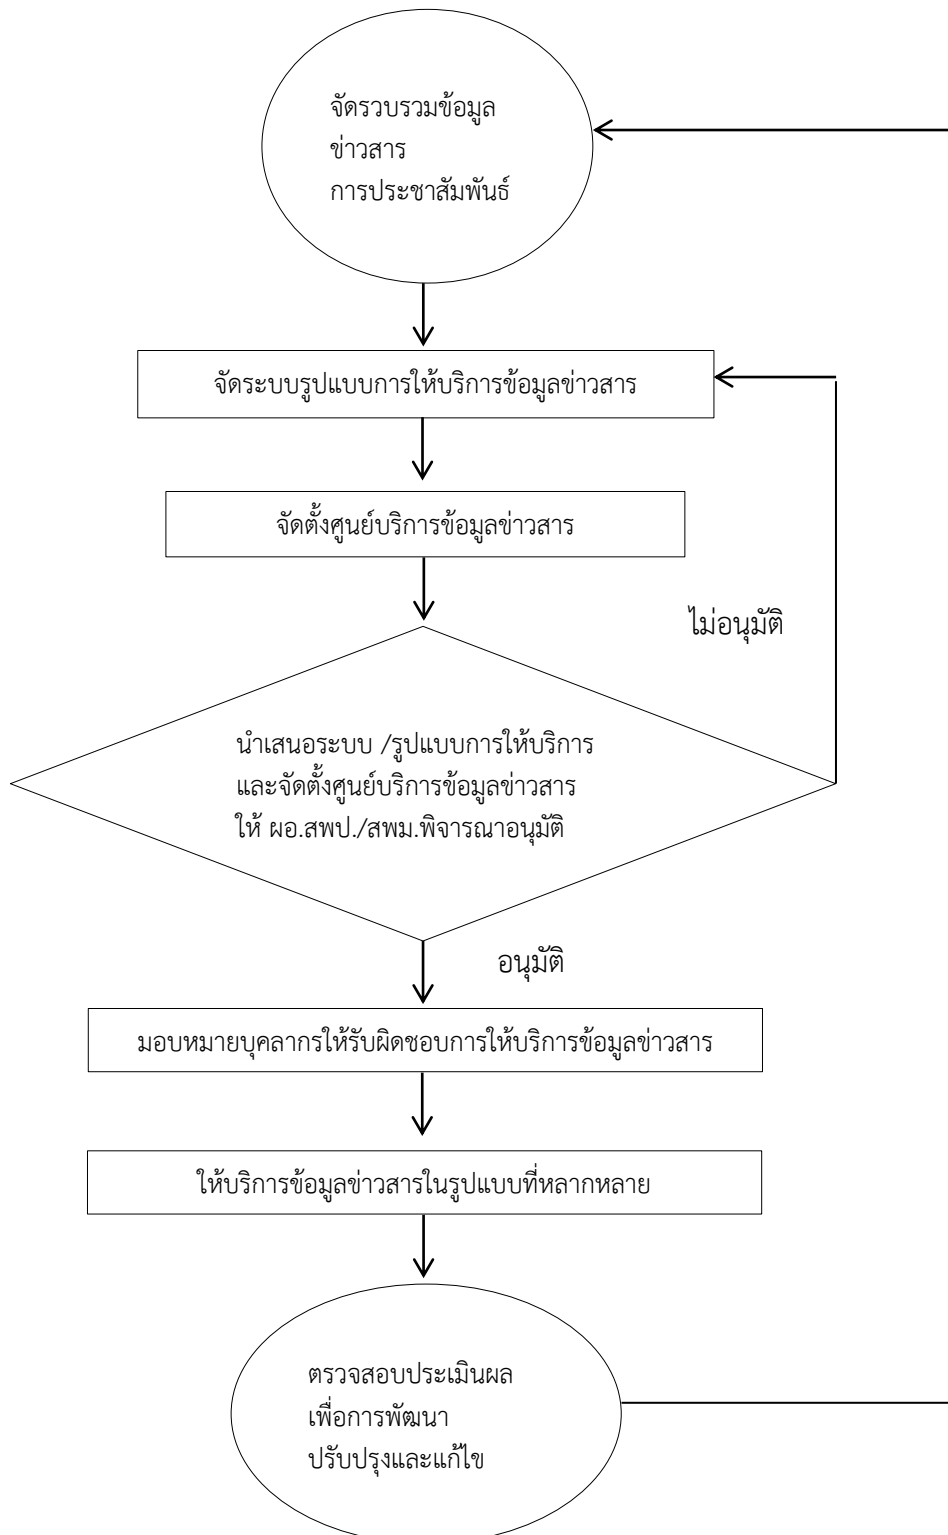 จัดรวบรวมข้อมูล
ข่าวสาร
การประชาสัมพันธ์
จัดระบบรูปแบบการให้บริการข้อมูลข่าวสาร
จัดตั้งศูนย์บริการข้อมูลข่าวสาร
ไม่อนุมัติ
นำเสนอระบบ /รูปแบบการให้บริการ
และจัดตั้งศูนย์บริการข้อมูลข่าวสาร
ให้ ผอ.สพป./สพม.พิจารณาอนุมัติ
อนุมัติ
มอบหมายบุคลากรให้รับผิดชอบการให้บริการข้อมูลข่าวสาร
ให้บริการข้อมูลข่าวสารในรูปแบบที่หลากหลาย
ตรวจสอบประเมินผล
เพื่อการพัฒนา
ปรับปรุงและแก้ไข